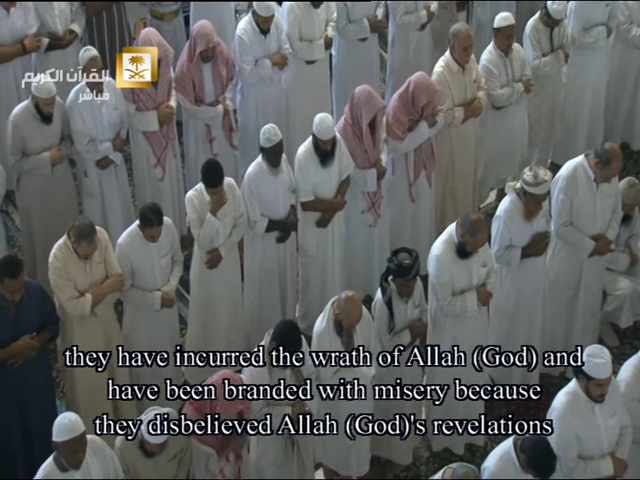 القرآن الكريم
مباشر
they have incurred the wrath of Allah (God) and
have been branded with misery because
they disbelieved Allah (God)'s revelations